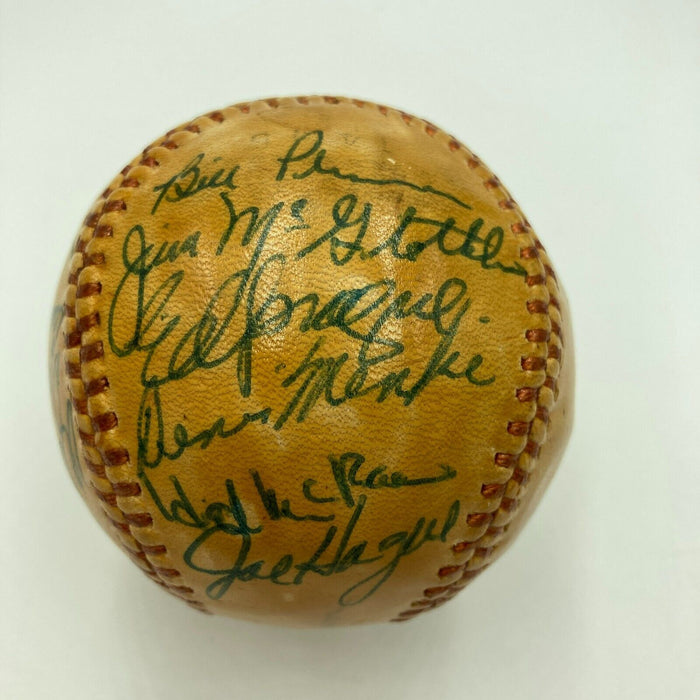 Bill Plummer
Jim McGlothlin
Ed Sprague
Denis Menke
Hal McRae
Joe Hague